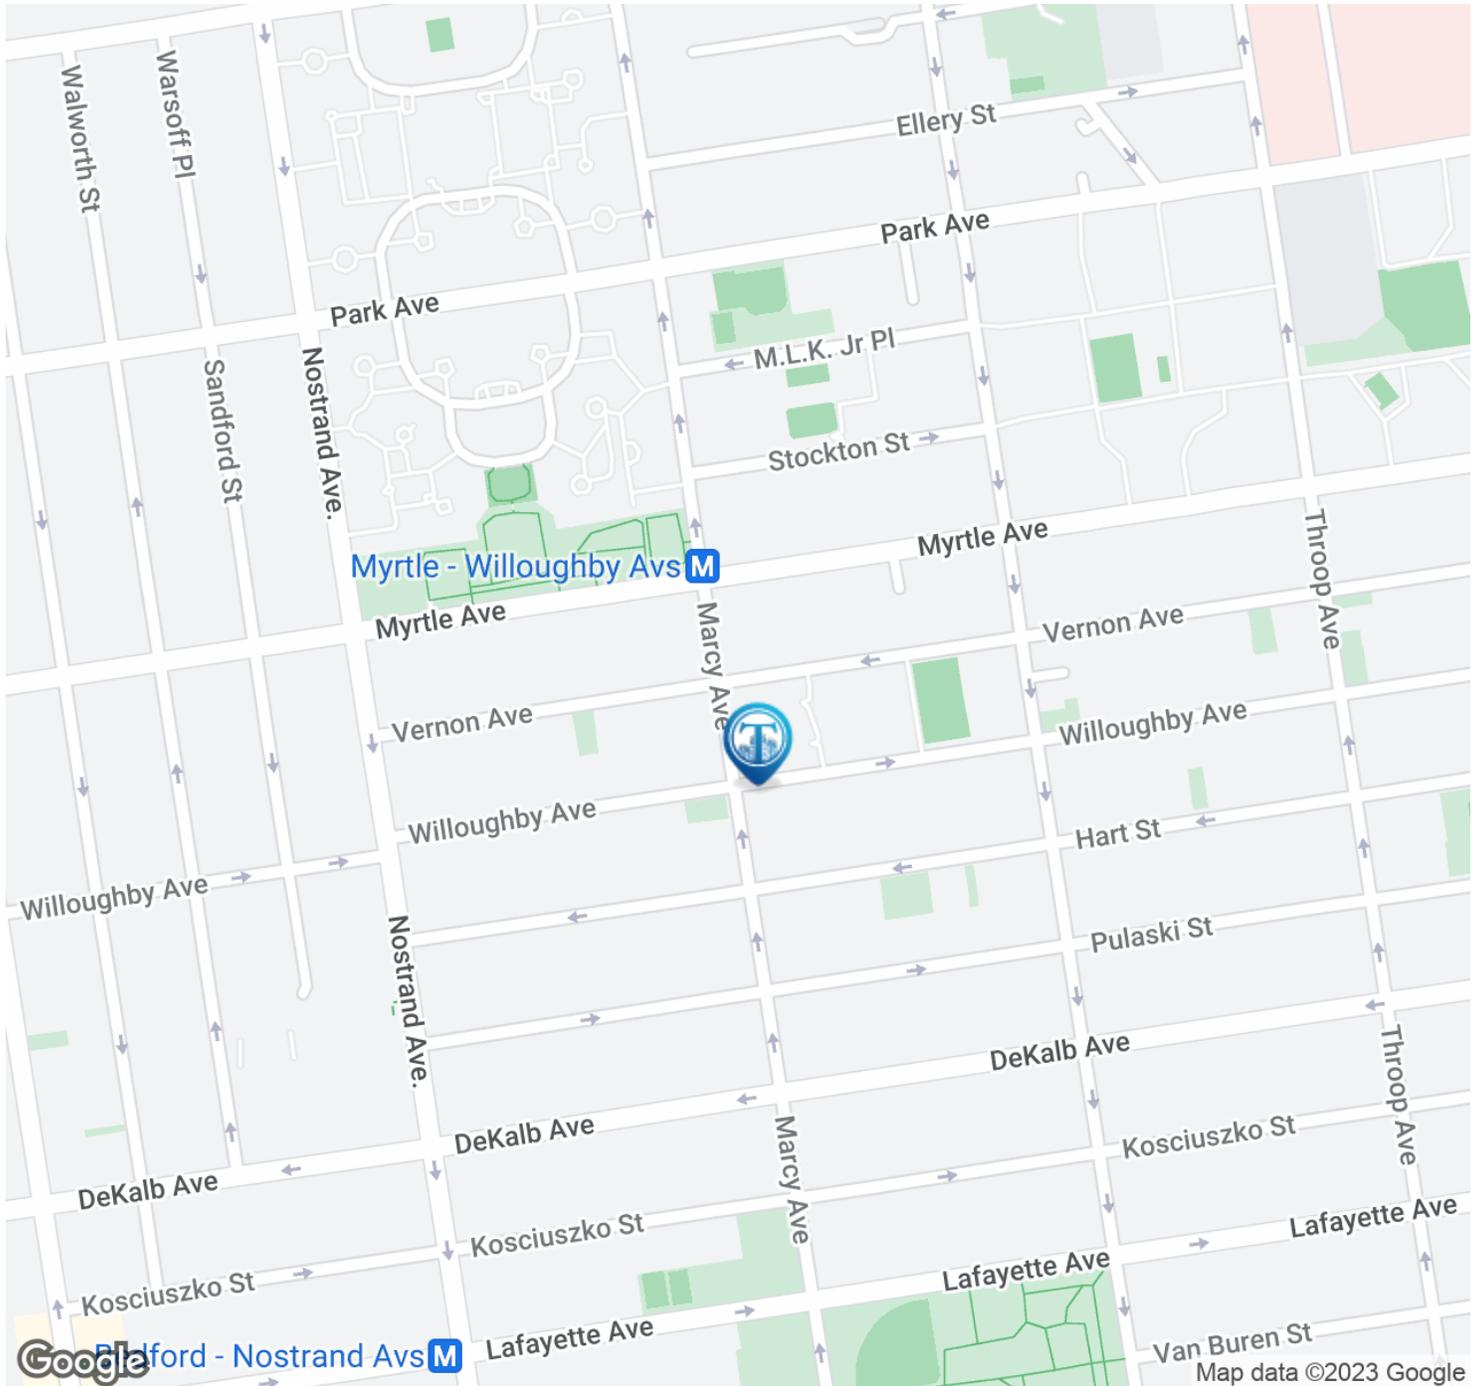 Walworth St
Warsoff Pl
Ellery St
Park Ave
Park Ave
M.L.K. Jr Pl
Nostrand Ave.
Sandford St
Stockton St
Myrtle Ave
Myrtle - Willoughby Avs M
Throop Ave
Myrtle Ave
Marcy Ave
Vernon Ave
Vernon Ave
T
Willoughby Ave
Willoughby Ave
Hart St
Willoughby Ave
Nostrand Ave.
Pulaski St
DeKalb Ave
Throop Ave
DeKalb Ave
Kosciuszko St
DeKalb Ave
Marcy Ave
Kosciuszko St
Lafayette Ave
Lafayette Ave
Kosciuszko St
Lafayette Ave
Van Buren St
Google
Bedford - Nostrand Avs M
Map data ©2023 Google